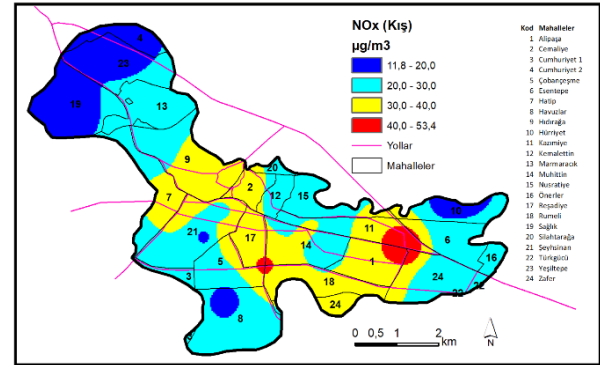 NOx (Kış)
µg/m3
11,8 - 20,0
20,0 - 30,0
30,0 - 40,0
40,0 - 53,4
Yollar
Mahalleler
Kod Mahalleler
1 Alipaşa
2 Cemaliye
3 Cumhuriyet 1
4 Cumhuriyet 2
5 Çobançeşme
6 Esentepe
7 Hatip
8 Havuzlar
9 Hıdırağa
10 Hürriyet
11 Kazımiye
12 Kemalettin
13 Marmaracık
14 Muhittin
15 Nusratiye
16 Önerler
17 Reşadiye
18 Rumeli
19 Sağlık
20 Silahtarağa
21 Şeyhsinan
22 Türkgücü
23 Yeşiltepe
24 Zafer
4
23
19
13
9
20
2
12
15
7
10
21
17
11
6
14
16
5
1
3
18
24
22
22
24
8
0 0,5 1 2
km
N